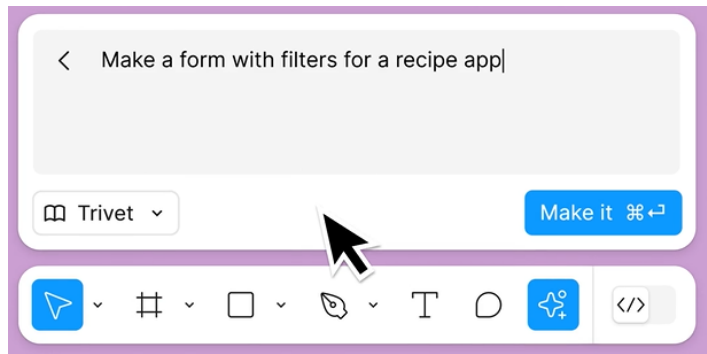 Make a form with filters for a recipe app
Trivet
Make it ⌘↵